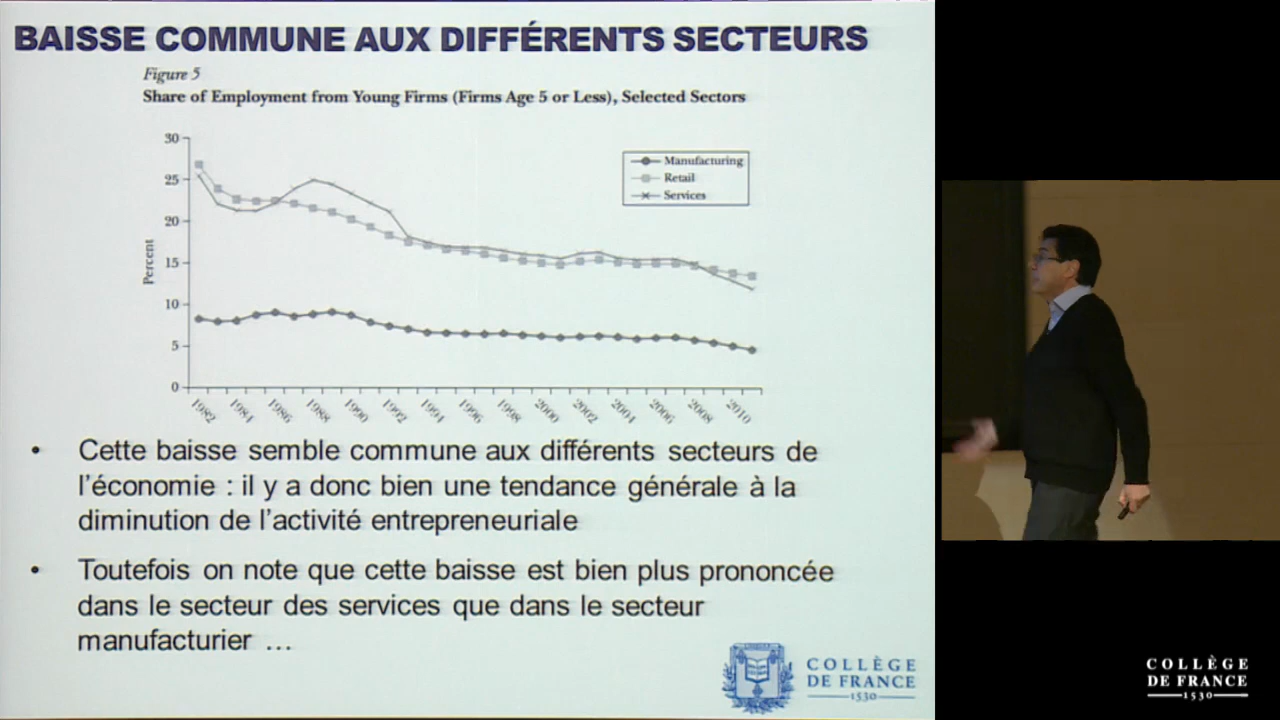 BAISSE COMMUNE AUX DIFFÉRENTS SECTEURS
Figure 5
Share of Employment from Young Firms (Firms Age 5 or Less), Selected Sectors
30
25
20
15
10
5
0
Percent
Manufacturing
Retail
Services
1982
1984
1986
1988
1990
1992
1994
1996
1998
2000
2002
2004
2006
2008
2010
• Cette baisse semble commune aux différents secteurs de
l'économie : il y a donc bien une tendance générale à la
diminution de l'activité entrepreneuriale
• Toutefois on note que cette baisse est bien plus prononcée
dans le secteur des services que dans le secteur
manufacturier …
COLLÈGE
DE FRANCE
1530
COLLÈGE
DE FRANCE
1530